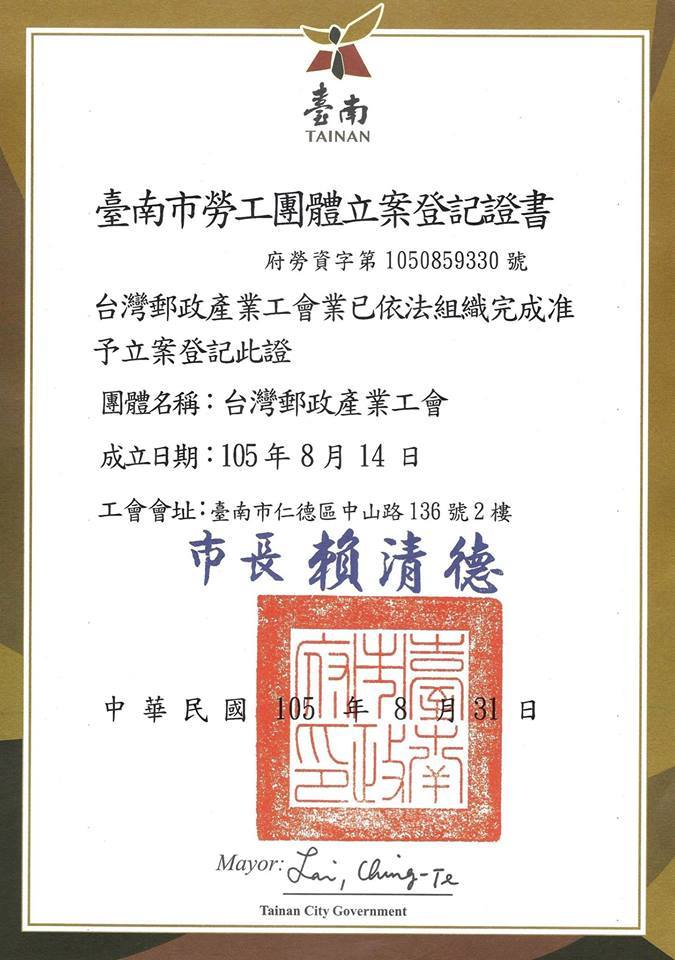 臺南
TAINAN
臺南市勞工團體立案登記證書
府勞資字第 1050859330 號
台灣郵政產業工會業已依法組織完成准
予立案登記此證
團體名稱：台灣郵政產業工會
成立日期：105 年 8 月 14 日
工會會址：臺南市仁德區中山路 136 號 2 樓
市長 賴清德
臺南
市政
府印
中華民國 105 年 8 月 31 日
Mayor: Lai, Ching-Te
Tainan City Government